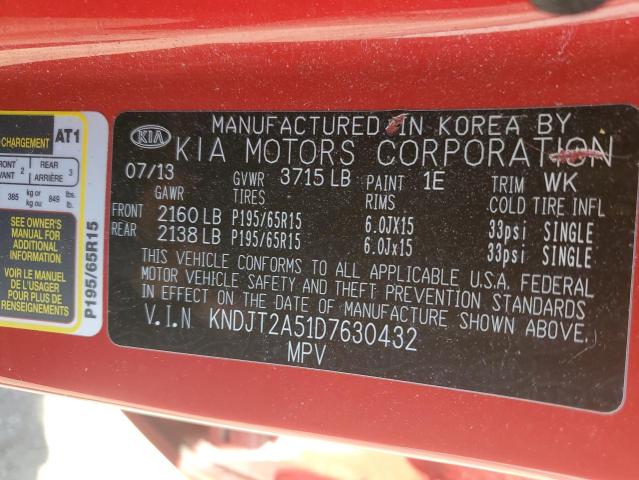 CHARGEMENT AT1
2 REAR 3
ARRIÈRE
385 kg or kg ou 849 lbs. lb.
SEE OWNER'S
MANUAL FOR
ADDITIONAL
INFORMATION
VOIR LE MANUEL
DE L'USAGER
POUR PLUS DE
RENSEIGNEMENTS
P195/65R15
KIA
MANUFACTURED IN KOREA BY
KIA MOTORS CORPORATION
07/13 GVWR 3715 LB PAINT 1E TRIM WK
GAWR TIRES RIMS COLD TIRE INFL
FRONT 2160 LB P195/65R15 6.0JX15 33psi SINGLE
REAR 2138 LB P195/65R15 6.0Jx15 33psi SINGLE
THIS VEHICLE CONFORMS TO ALL APPLICABLE U.S.A. FEDERAL
MOTOR VEHICLE SAFETY AND THEFT PREVENTION STANDARDS
IN EFFECT ON THE DATE OF MANUFACTURE SHOWN ABOVE.
V.I.N KNDJT2A51D7630432
MPV